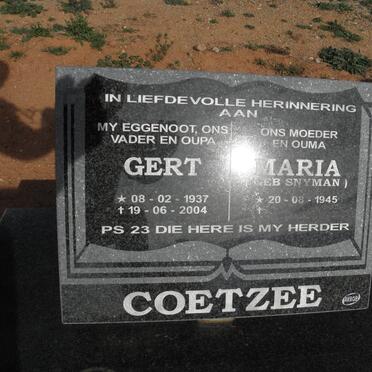 IN LIEFDEVOLLE HERINNERING
AAN
MY EGGENOOT, ONS
VADER EN OUPA
GERT
★ 08 - 02 - 1937
✝ 19 - 06 - 2004
ONS MOEDER
EN OUMA
MARIA
(GEB SNYMAN)
★ 20 - 08 - 1945
✝
PS 23 DIE HERE IS MY HERDER
COETZEE